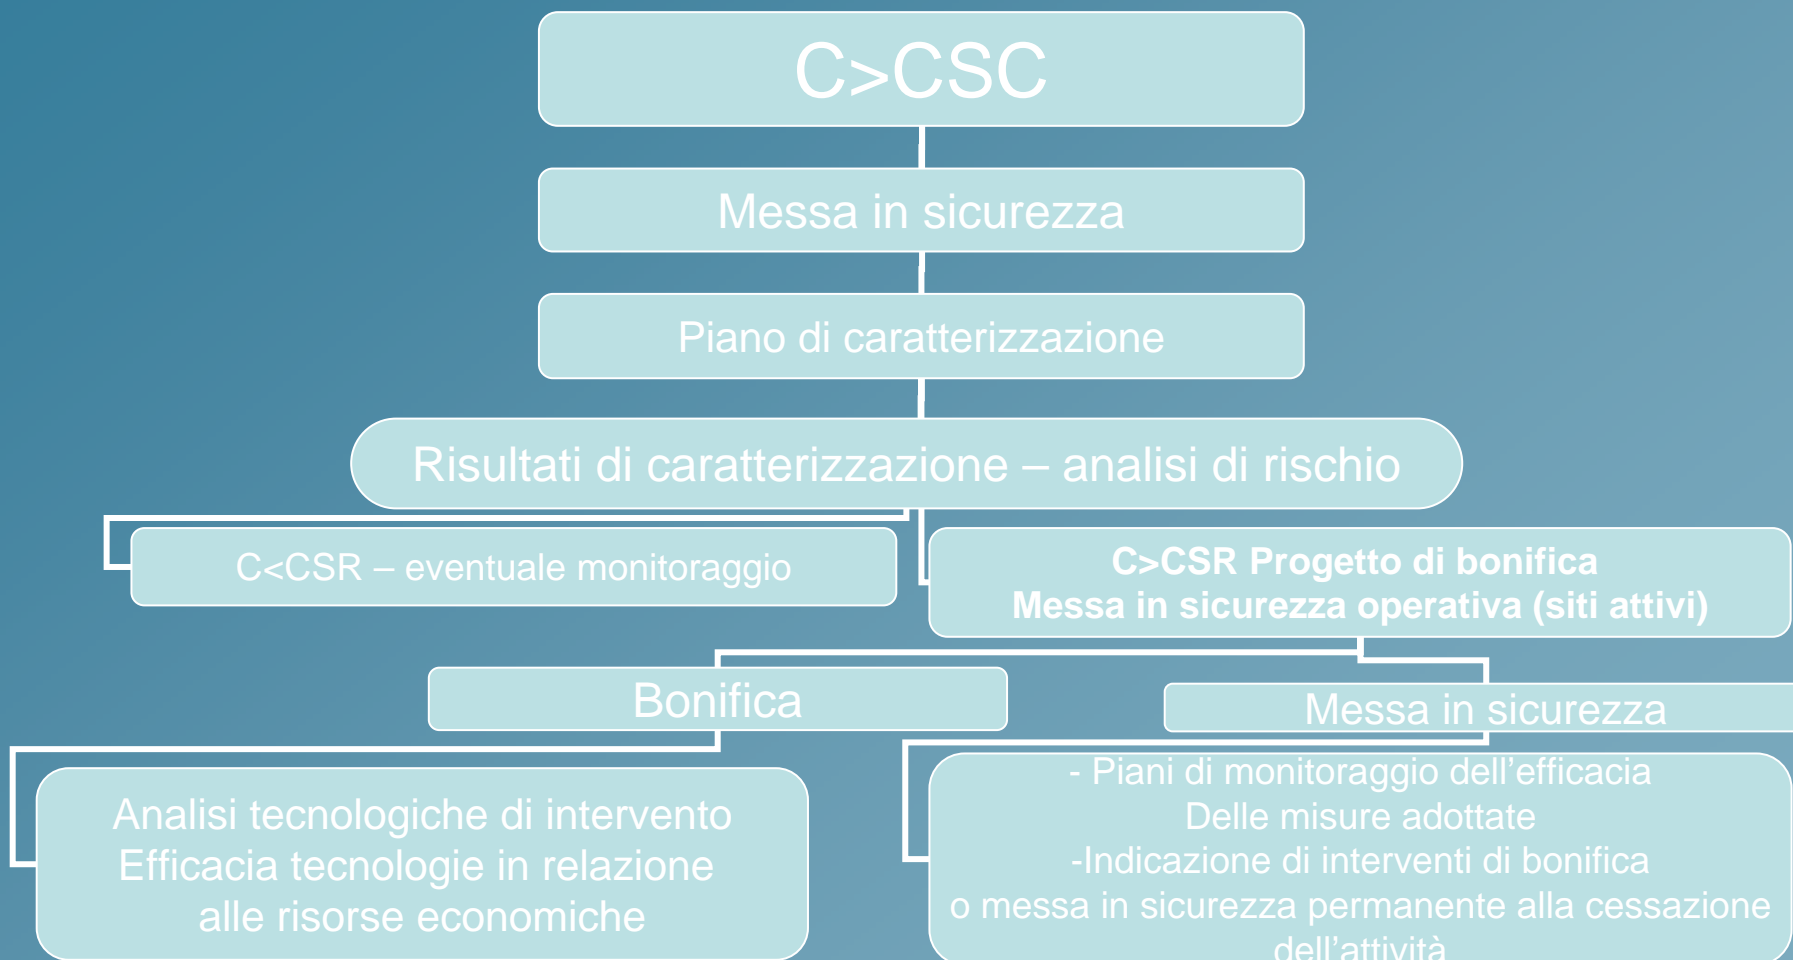 C>CSC
Messa in sicurezza
Piano di caratterizzazione
Risultati di caratterizzazione – analisi di rischio
C<CSR – eventuale monitoraggio
C>CSR Progetto di bonifica
Messa in sicurezza operativa (siti attivi)
Bonifica
Messa in sicurezza
Analisi tecnologiche di intervento
Efficacia tecnologie in relazione
alle risorse economiche
- Piani di monitoraggio dell’efficacia
Delle misure adottate
-Indicazione di interventi di bonifica
o messa in sicurezza permanente alla cessazione
dell’attività